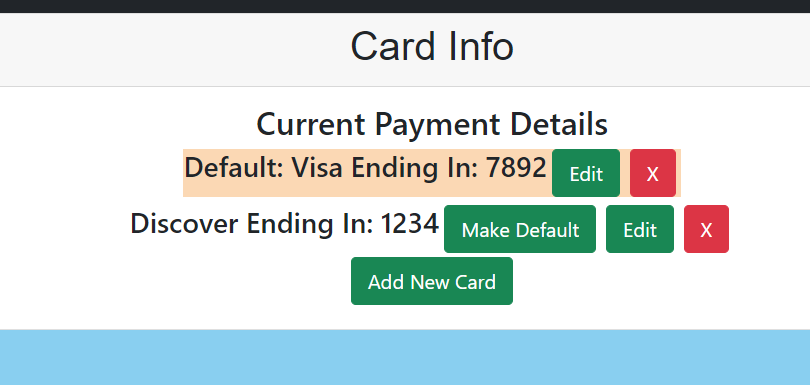 Card Info
Current Payment Details
Default: Visa Ending In: 7892 Edit X
Discover Ending In: 1234 Make Default Edit X
Add New Card